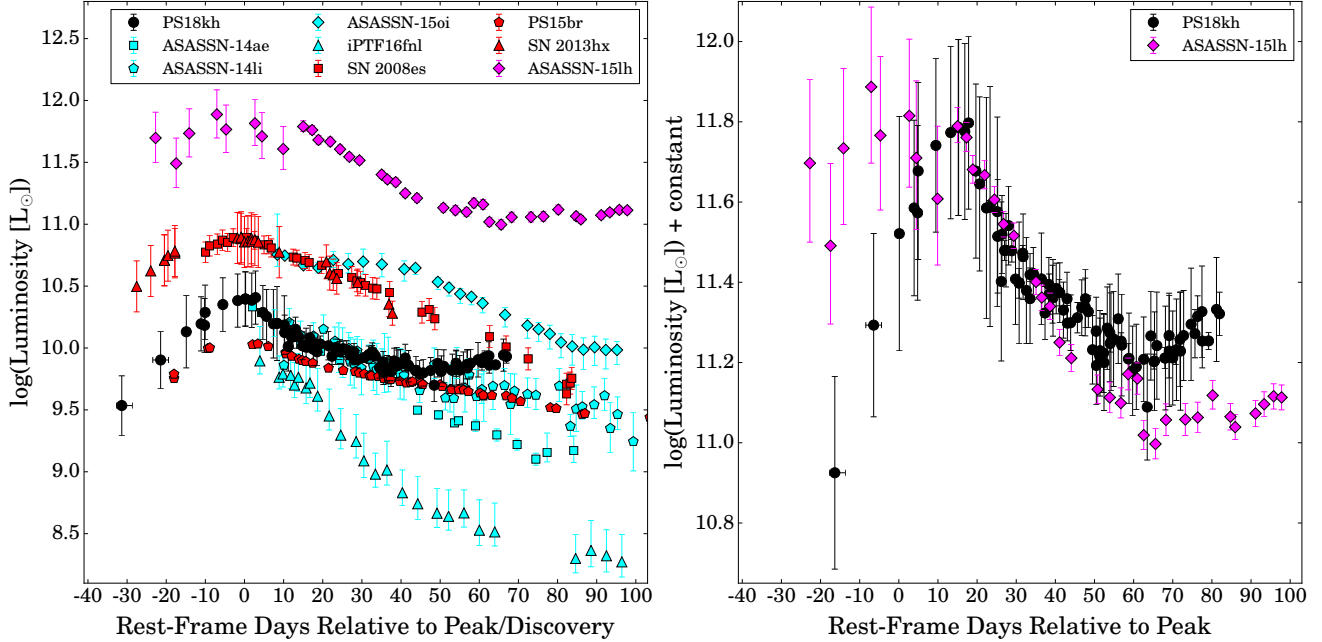 PS18kh
ASASSN-14ae
ASASSN-14li
ASASSN-15oi
iPTF16fnl
SN 2008es
PS15br
SN 2013hx
ASASSN-15lh
log(Luminosity [L⊙])
12.5
12.0
11.5
11.0
10.5
10.0
9.5
9.0
8.5
-40 -30 -20 -10 0 10 20 30 40 50 60 70 80 90 100
Rest-Frame Days Relative to Peak/Discovery
PS18kh
ASASSN-15lh
log(Luminosity [L⊙]) + constant
12.0
11.8
11.6
11.4
11.2
11.0
10.8
-40 -30 -20 -10 0 10 20 30 40 50 60 70 80 90 100
Rest-Frame Days Relative to Peak